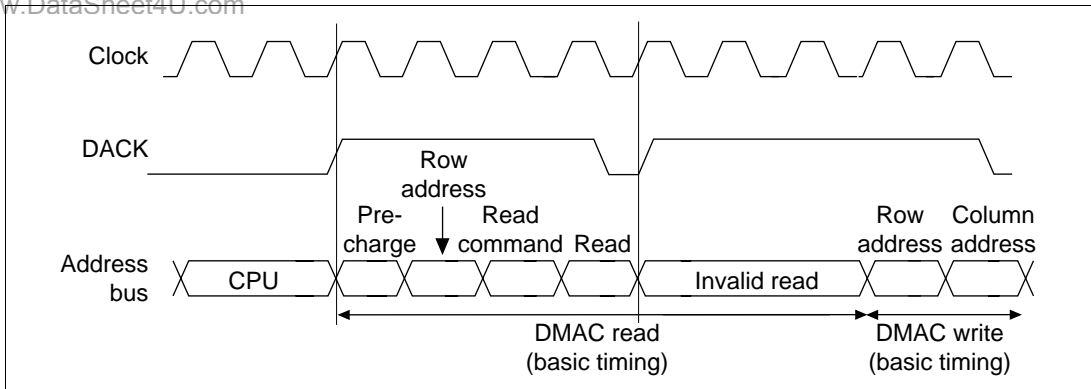 w.DataSheet4U.com
Clock
DACK
Row
address
Pre-
charge
Read
command
Read
Row
address
Column
address
Address
bus
CPU
Invalid read
DMAC read
(basic timing)
DMAC write
(basic timing)